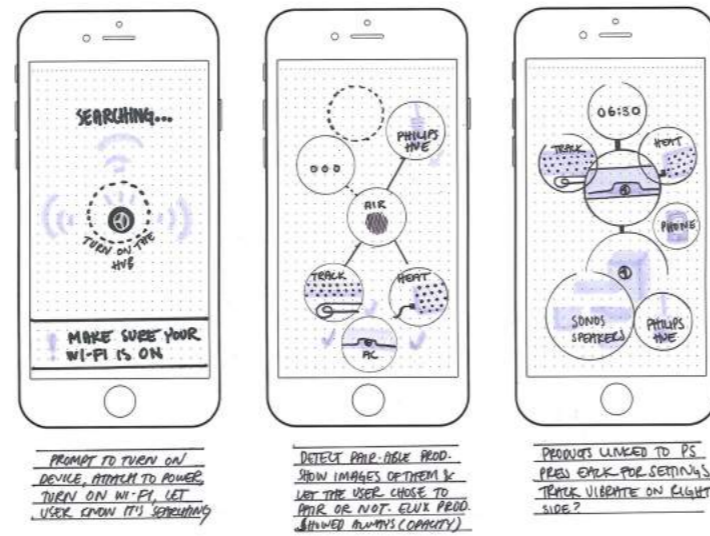 SEARCHING...
TURN ON THE
HUB
! MAKE SURE YOUR
WI-FI IS ON
PROMPT TO TURN ON
DEVICE, ATTACH TO POWER,
TURN ON WI-FI, LET
USER KNOW IT'S SEARCHING
PHILIPS
HUE
AIR
TRACK
HEAT
AC
DETECT PAIR-ABLE PROD.
SHOW IMAGES OF THEM &
LET THE USER CHOSE TO
PAIR OR NOT. ELUX PROD.
SHOWED ALWAYS (OPACITY)
06:30
TRACK
HEAT
PHONE
SONOS
SPEAKERS
PHILIPS
HUE
PRODUCTS LINKED TO PS
PRESS EACH FOR SETTINGS
TRACK VIBRATE ON RIGHT
SIDE?